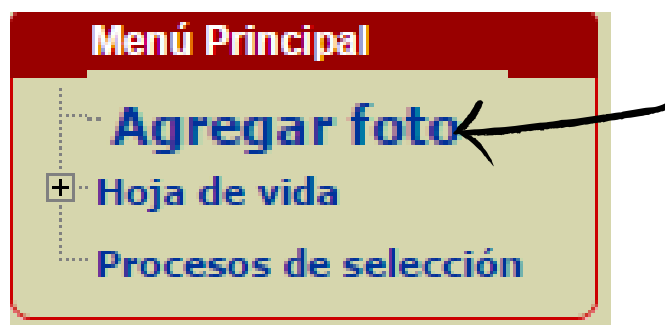 Menú Principal
Agregar foto
Hoja de vida
Procesos de selección